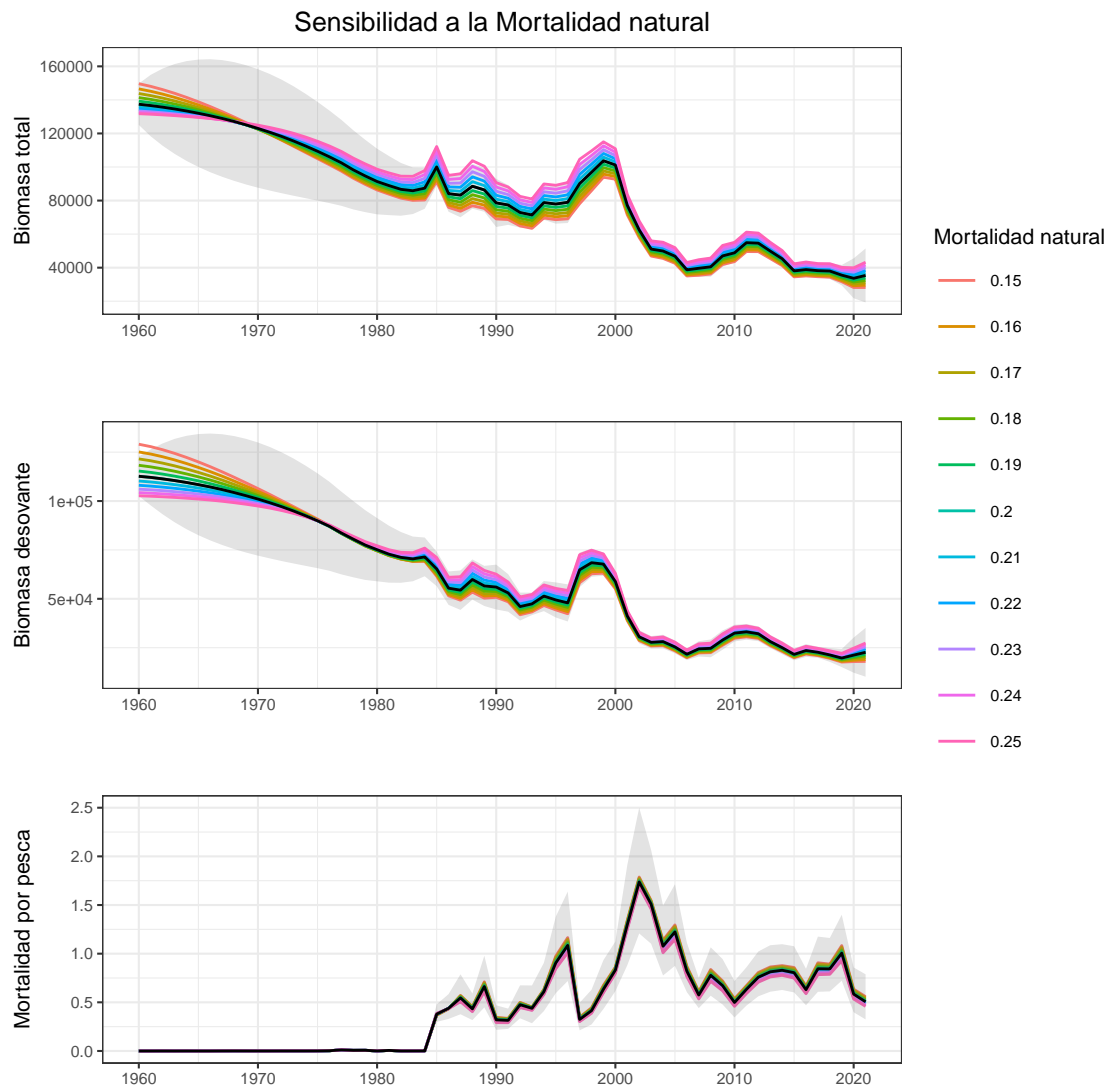 Sensibilidad a la Mortalidad natural
Biomasa total
160000
120000
80000
40000
1960 1970 1980 1990 2000 2010 2020
Biomasa desovante
1e+05
5e+04
1960 1970 1980 1990 2000 2010 2020
Mortalidad por pesca
2.5
2.0
1.5
1.0
0.5
0.0
1960 1970 1980 1990 2000 2010 2020
Mortalidad natural
0.15
0.16
0.17
0.18
0.19
0.2
0.21
0.22
0.23
0.24
0.25